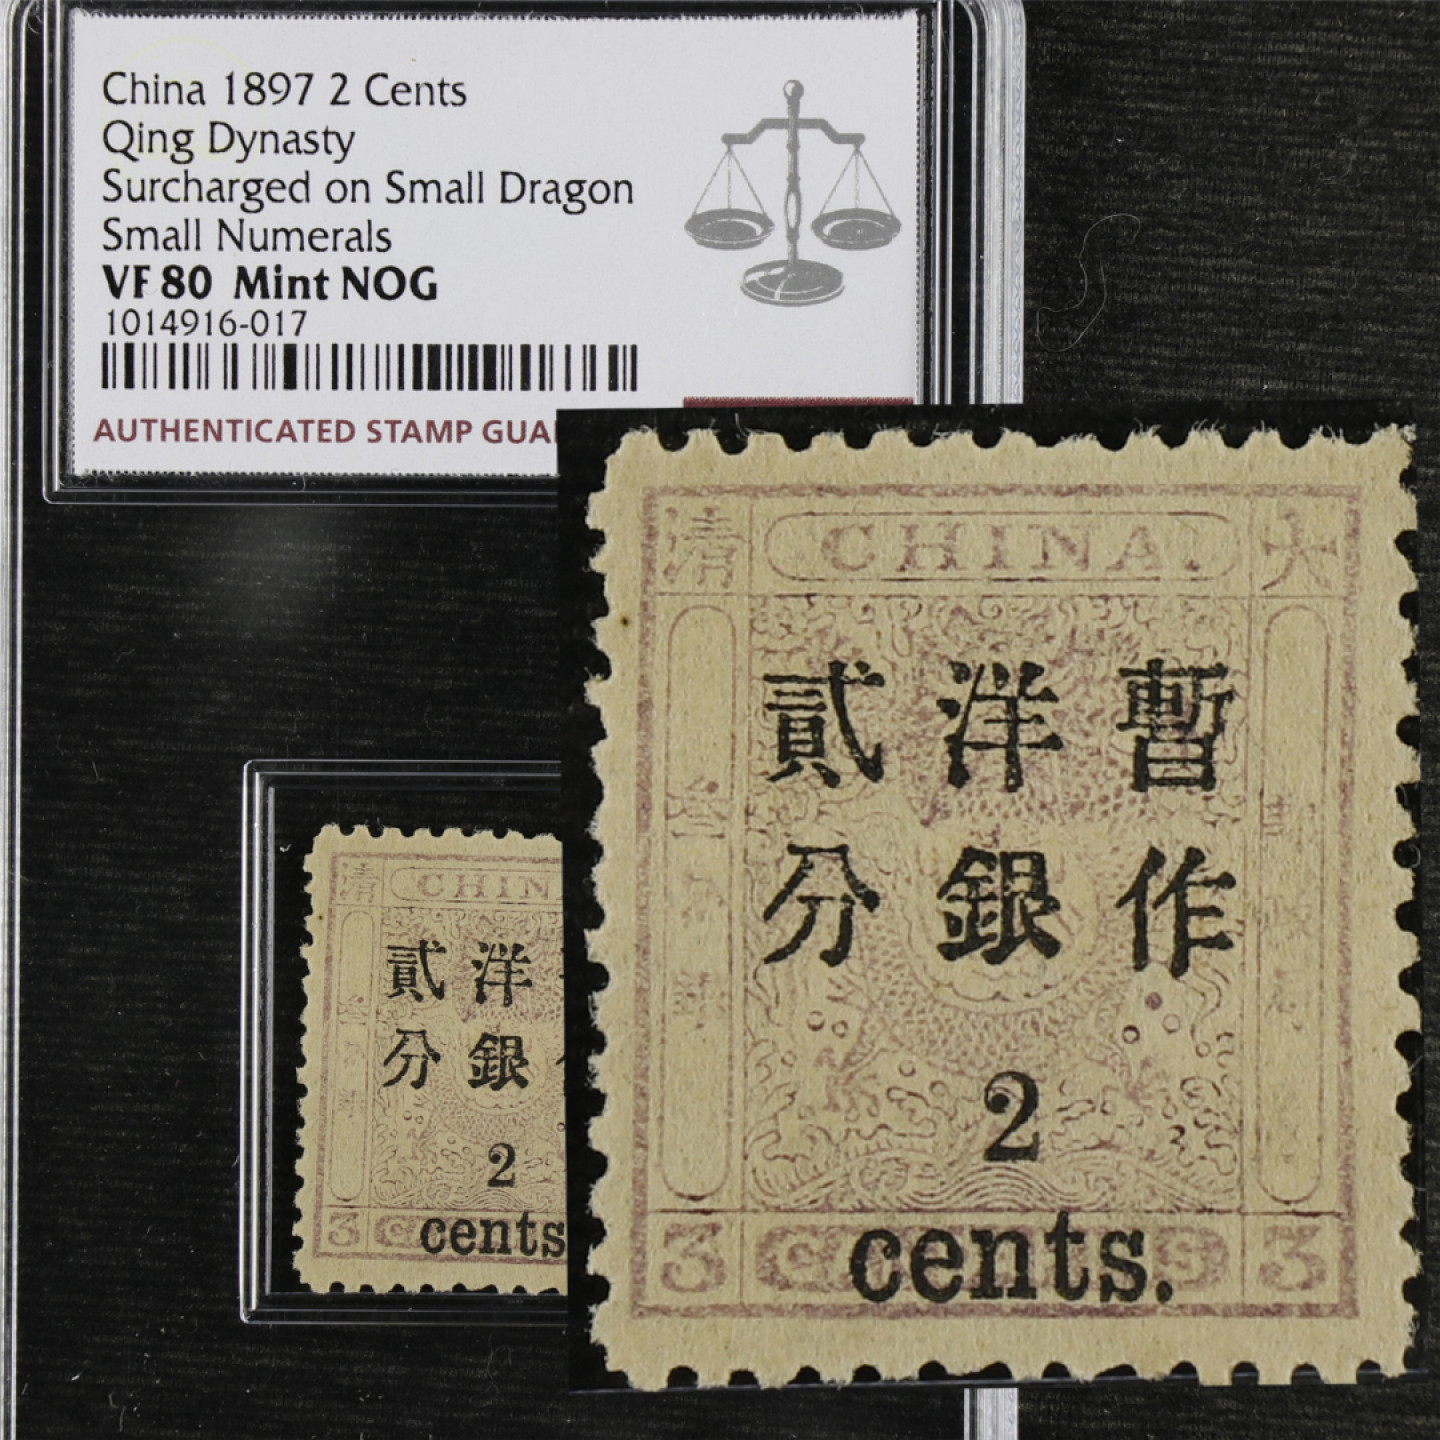 China 1897 2 Cents
Qing Dynasty
Surcharged on Small Dragon
Small Numerals
VF 80 Mint NOG
1014916-017
AUTHENTICATED STAMP GUA
清 CHINA. 大
暫作
洋銀
貳分
2
cents.
3 3
清 CHIN
洋銀
貳分
2
cents
3